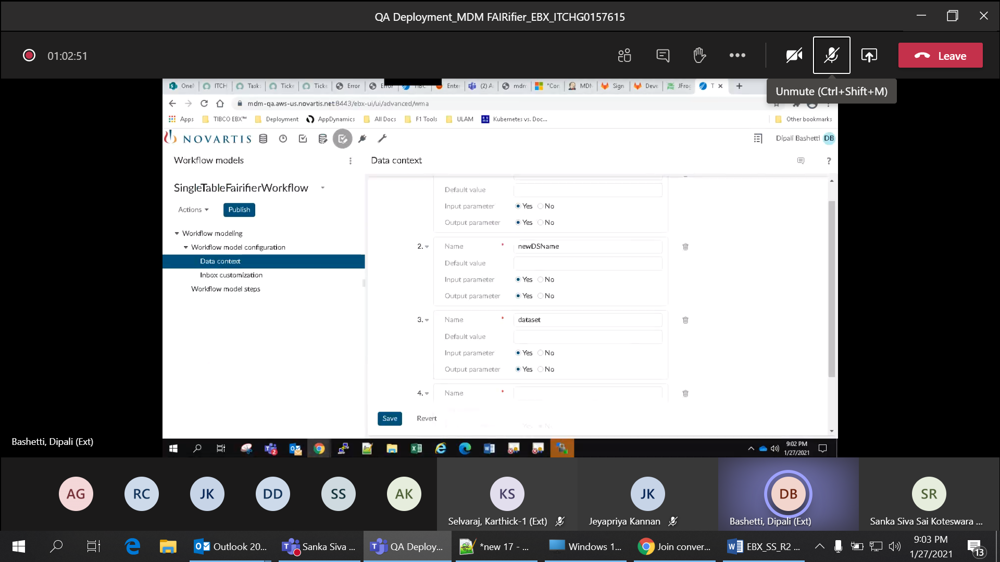 QA Deployment_MDM FAIRifier_EBX_ITCHG0157615
01:02:51
Leave
Unmute (Ctrl+Shift+M)
OneN ITCH Task Ticke Ticke Error Error TIBC Enter (2) A mdm "Con MDM Sign Deve JFrog T
mdm-qa.aws-us.novartis.net:8443/ebx-ui/ui/advanced/wma
Apps TIBCO EBX™ Deployment AppDynamics All Docs F1 Tools ULAM Kubernetes vs. Doc... Other bookmarks
NOVARTIS Dipali Bashetti DB
Workflow models
Data context ?
SingleTableFairifierWorkflow
Actions Publish
Workflow modeling
Workflow model configuration
Data context
Inbox customization
Workflow model steps
Default value
Input parameter Yes No
Output parameter Yes No
2. Name * newDSName
Default value
Input parameter Yes No
Output parameter Yes No
3. Name * dataset
Default value
Input parameter Yes No
Output parameter Yes No
4. Name *
Save Revert
Bashetti, Dipali (Ext)
9:02 PM
1/27/2021
AG RC JK DD SS AK KS JK DB SR
Selvaraj, Karthick-1 (Ext) Jeyapriya Kannan Bashetti, Dipali (Ext) Sanka Siva Sai Koteswara ...
Outlook 20... Sanka Siva ... QA Deploy... *new 17 - ... Windows 1... Join conver... EBX_SS_R2 ...
9:03 PM
1/27/2021
13